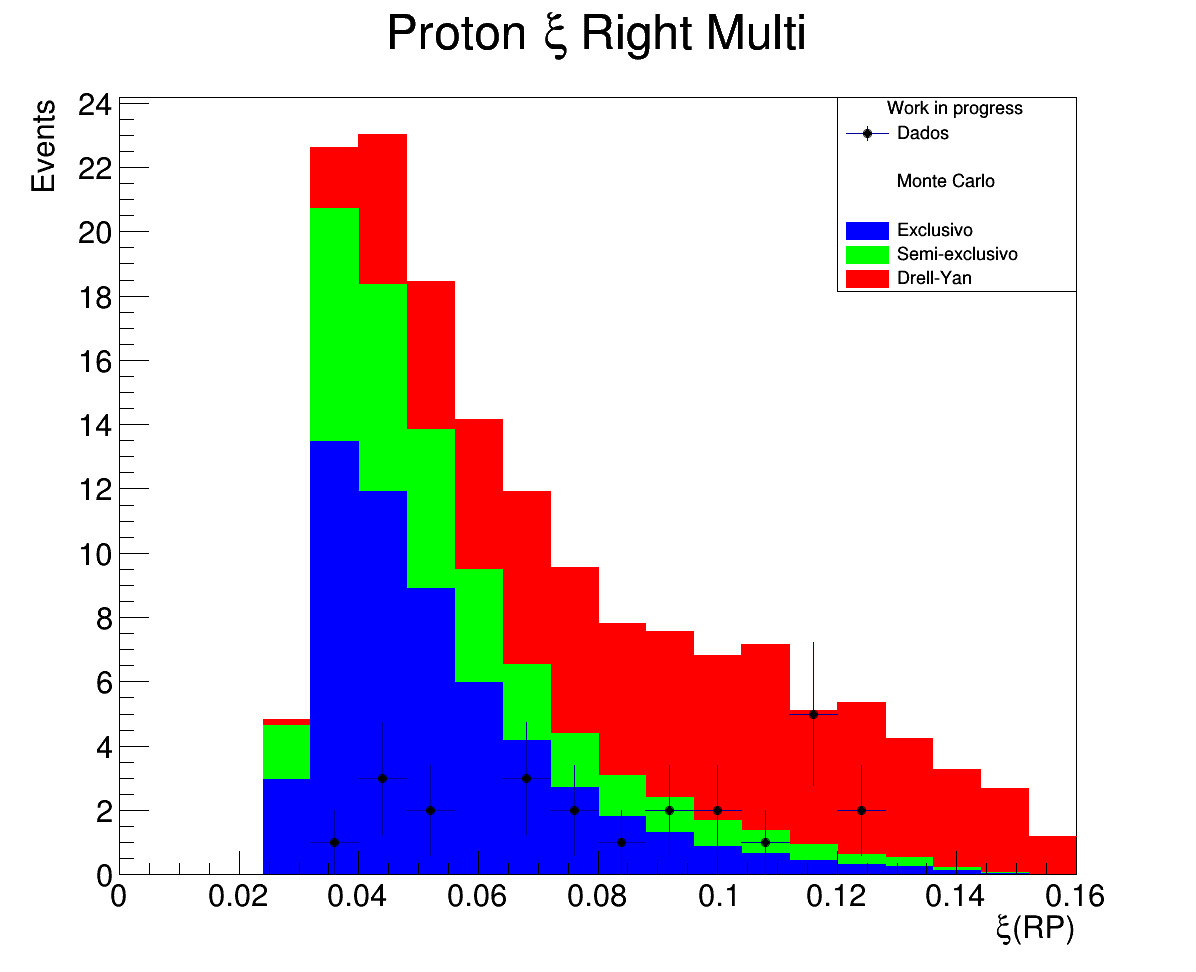 Proton ξ Right Multi
Events
24
22
20
18
16
14
12
10
8
6
4
2
0
Work in progress
Dados
Monte Carlo
Exclusivo
Semi-exclusivo
Drell-Yan
0 0.02 0.04 0.06 0.08 0.1 0.12 0.14 0.16
ξ(RP)